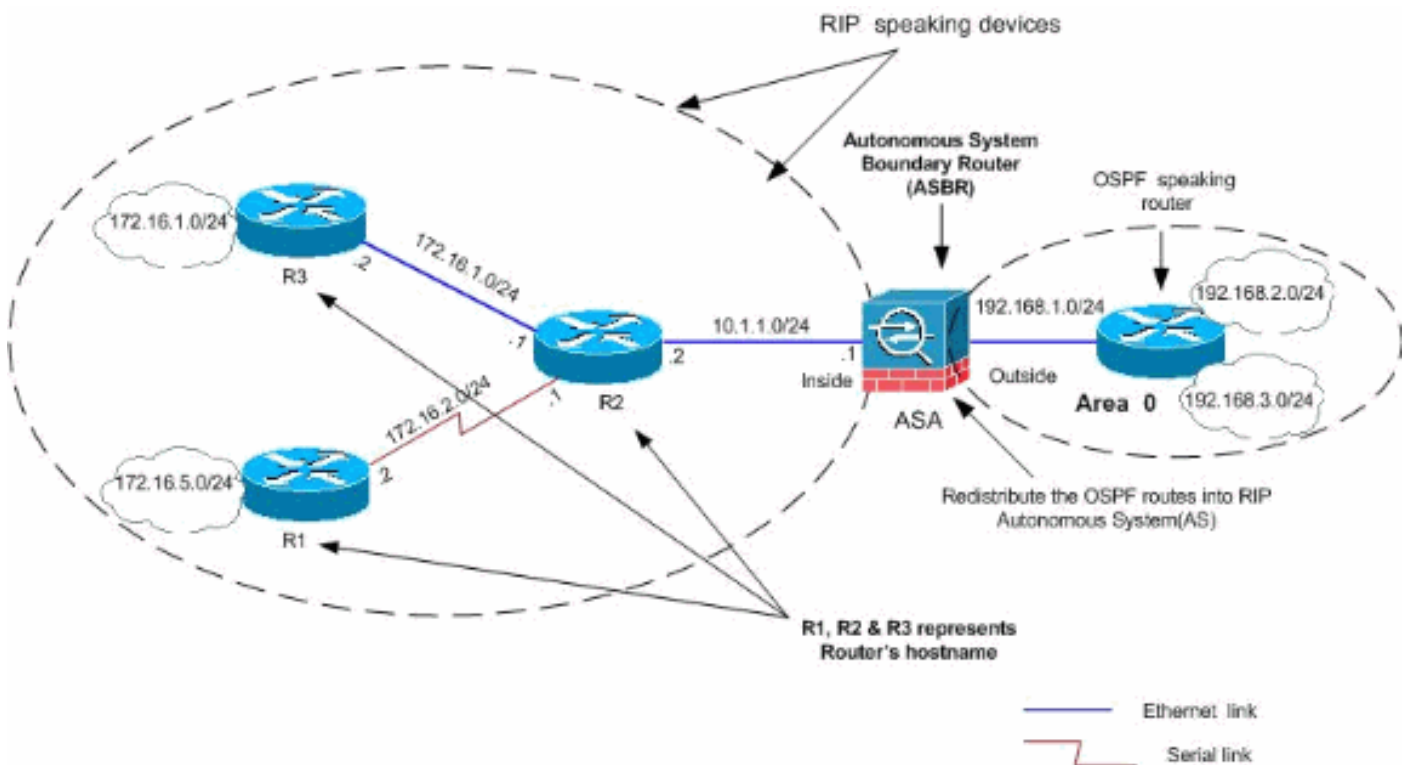 RIP speaking devices
Autonomous System
Boundary Router
(ASBR)
OSPF speaking
router
172.16.1.0/24
R3
.2
172.16.1.0/24
.1
R2
.2
10.1.1.0/24
.1
Inside
ASA
Outside
192.168.1.0/24
192.168.2.0/24
192.168.3.0/24
Area 0
172.16.2.0/24
.1
.2
172.16.5.0/24
R1
Redistribute the OSPF routes into RIP
Autonomous System(AS)
R1, R2 & R3 represents
Router's hostname
Ethernet link
Serial link